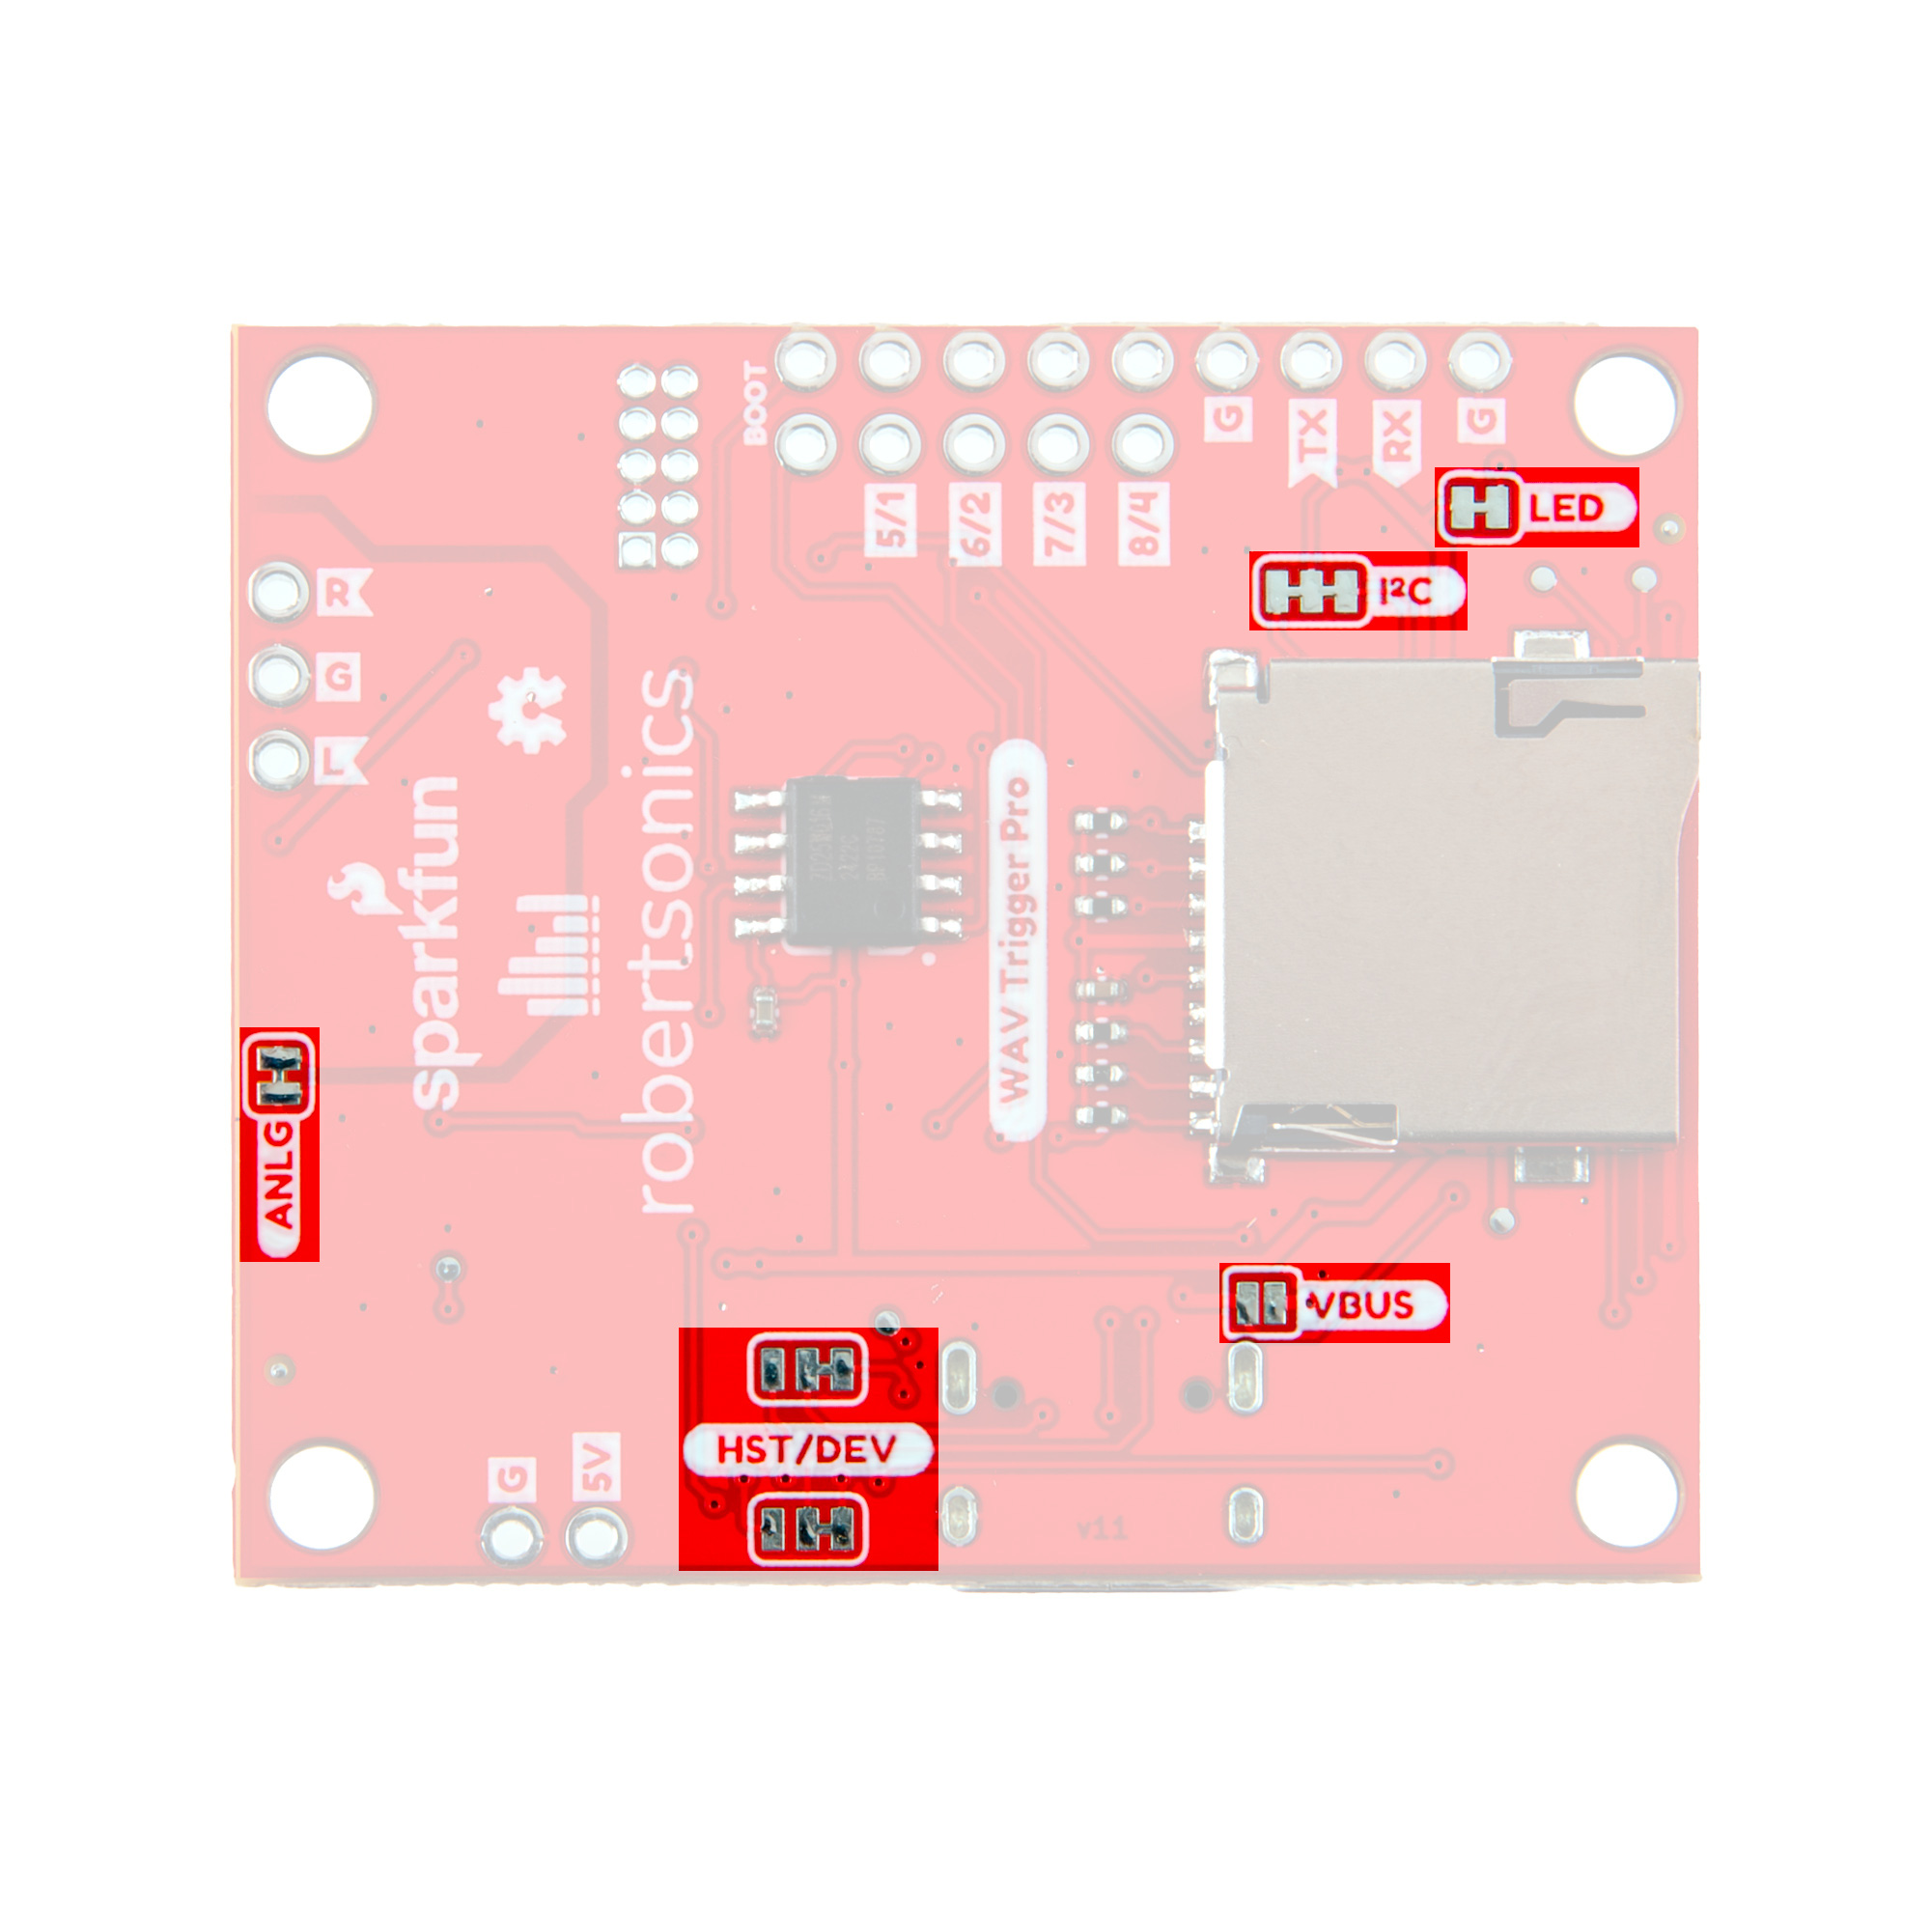 BOOT
G
TX
RX
G
5/1
6/2
7/3
8/4
LED
I²C
R
G
L
sparkfun
robertsonics
WAV Trigger Pro
ANLG
VBUS
HST/DEV
G
5V
v11